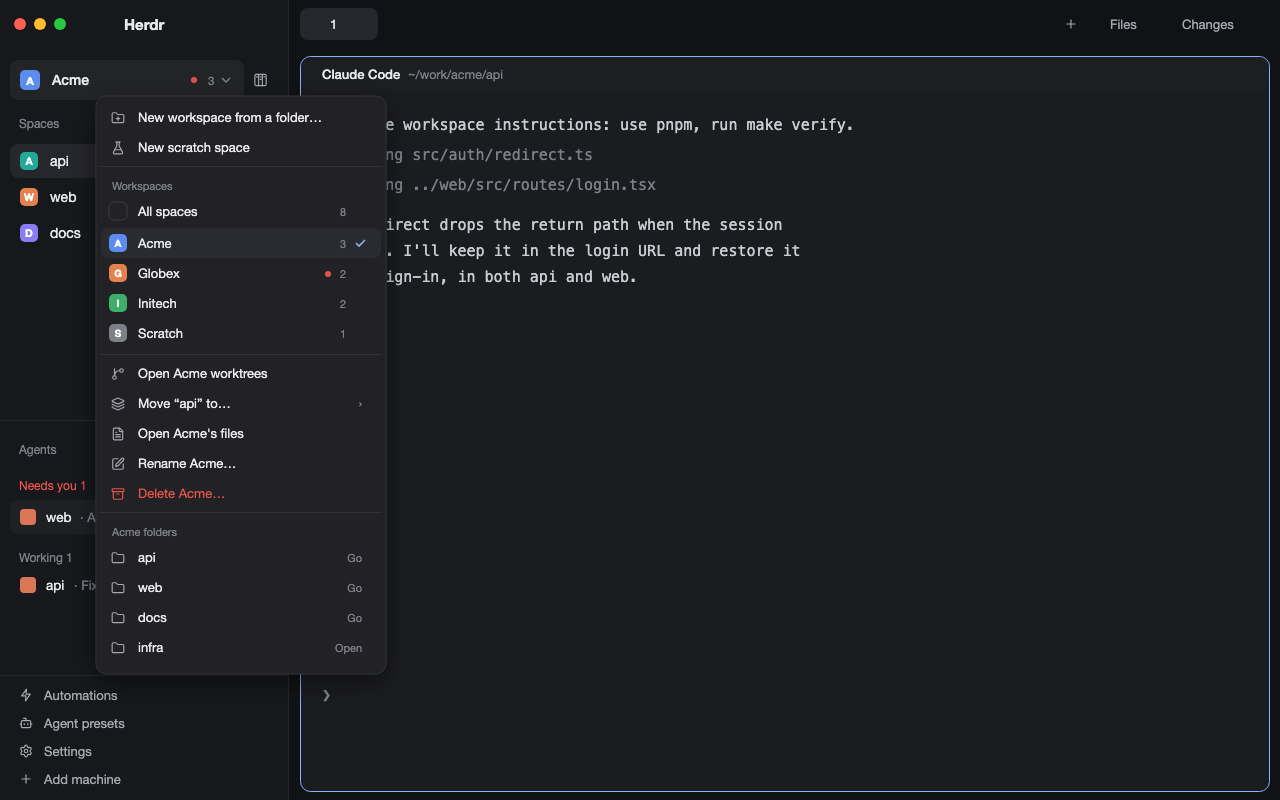 Herdr
1
+
Files
Changes
A
Acme
3
Claude Code ~/work/acme/api
Spaces
A api
W web
D docs
New workspace from a folder…
New scratch space
Workspaces
All spaces 8
A Acme 3
G Globex 2
I Initech 2
S Scratch 1
Open Acme worktrees
Move “api” to… ›
Open Acme's files
Rename Acme…
Delete Acme…
Acme folders
api Go
web Go
docs Go
infra Open
e workspace instructions: use pnpm, run make verify.
ng src/auth/redirect.ts
ng ../web/src/routes/login.tsx
irect drops the return path when the session
. I'll keep it in the login URL and restore it
ign-in, in both api and web.
❯
Agents
Needs you 1
web · A
Working 1
api · Fix
Automations
Agent presets
Settings
+ Add machine